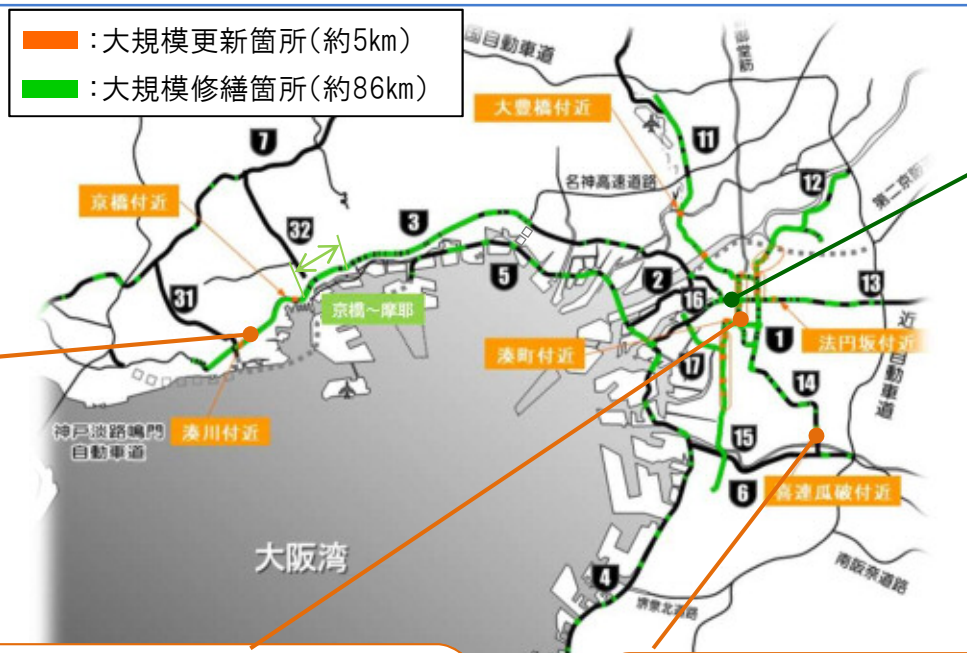 ：大規模更新箇所(約5km)
：大規模修繕箇所(約86km)
国自動車道
大豊橋付近
7
11
名神高速道路
12
京橋付近
32
3
5
2
16
13
31
京橋～摩耶
湊町付近
1
法円坂付近
近
自動車道
17
14
神戸淡路鳴門
自動車道
湊川付近
15
6
喜連瓜破付近
大阪湾
4
南阪奈道路
堺泉北道路